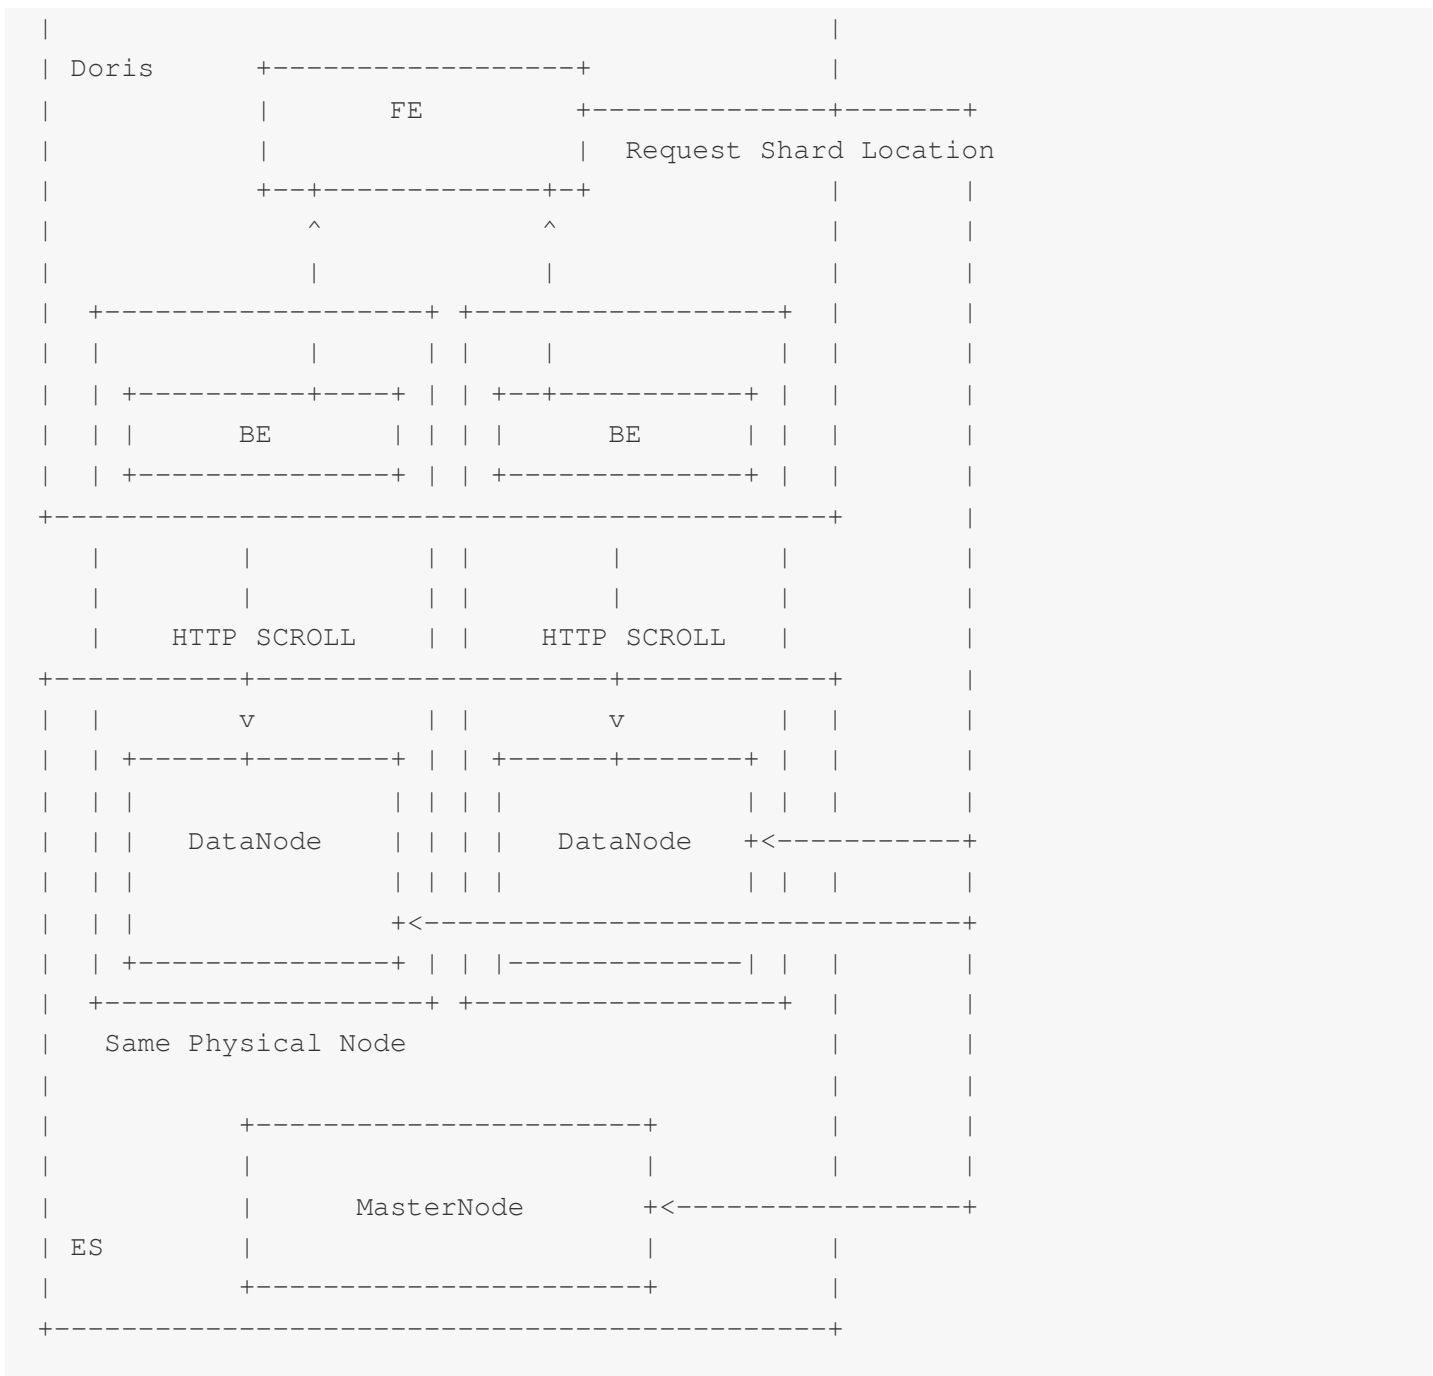 |                                               |
| Doris      +------------------+               |
|            |       FE         +--------------+-------+
|            |                  |  Request Shard Location
|            +--+-------------+-+              |       |
|               ^             ^                |       |
|               |             |                |       |
|  +-------------------+ +------------------+  |       |
|  |            |      | |    |             |  |       |
|  | +----------+----+ | | +--+-----------+ |  |       |
|  | |      BE       | | | |      BE      | |  |       |
|  | +---------------+ | | +--------------+ |  |       |
+----------------------------------------------+       |
   |        |          | |        |         |          |
   |        |          | |        |         |          |
   |    HTTP SCROLL    | |    HTTP SCROLL   |          |
+-----------+---------------------+------------+       |
|  |        v          | |        v         |  |       |
|  | +------+--------+ | | +------+-------+ |  |       |
|  | |               | | | |              | |  |       |
|  | |   DataNode    | | | |   DataNode   +<-----------+
|  | |               | | | |              | |  |       |
|  | |               +<--------------------------------+
|  | +---------------+ | | |--------------| |  |       |
|  +-------------------+ +------------------+  |       |
|   Same Physical Node                         |       |
|                                              |       |
|           +-----------------------+          |       |
|           |                       |          |       |
|           |      MasterNode       +<-----------------+
| ES        |                       |          |
|           +-----------------------+          |
+----------------------------------------------+